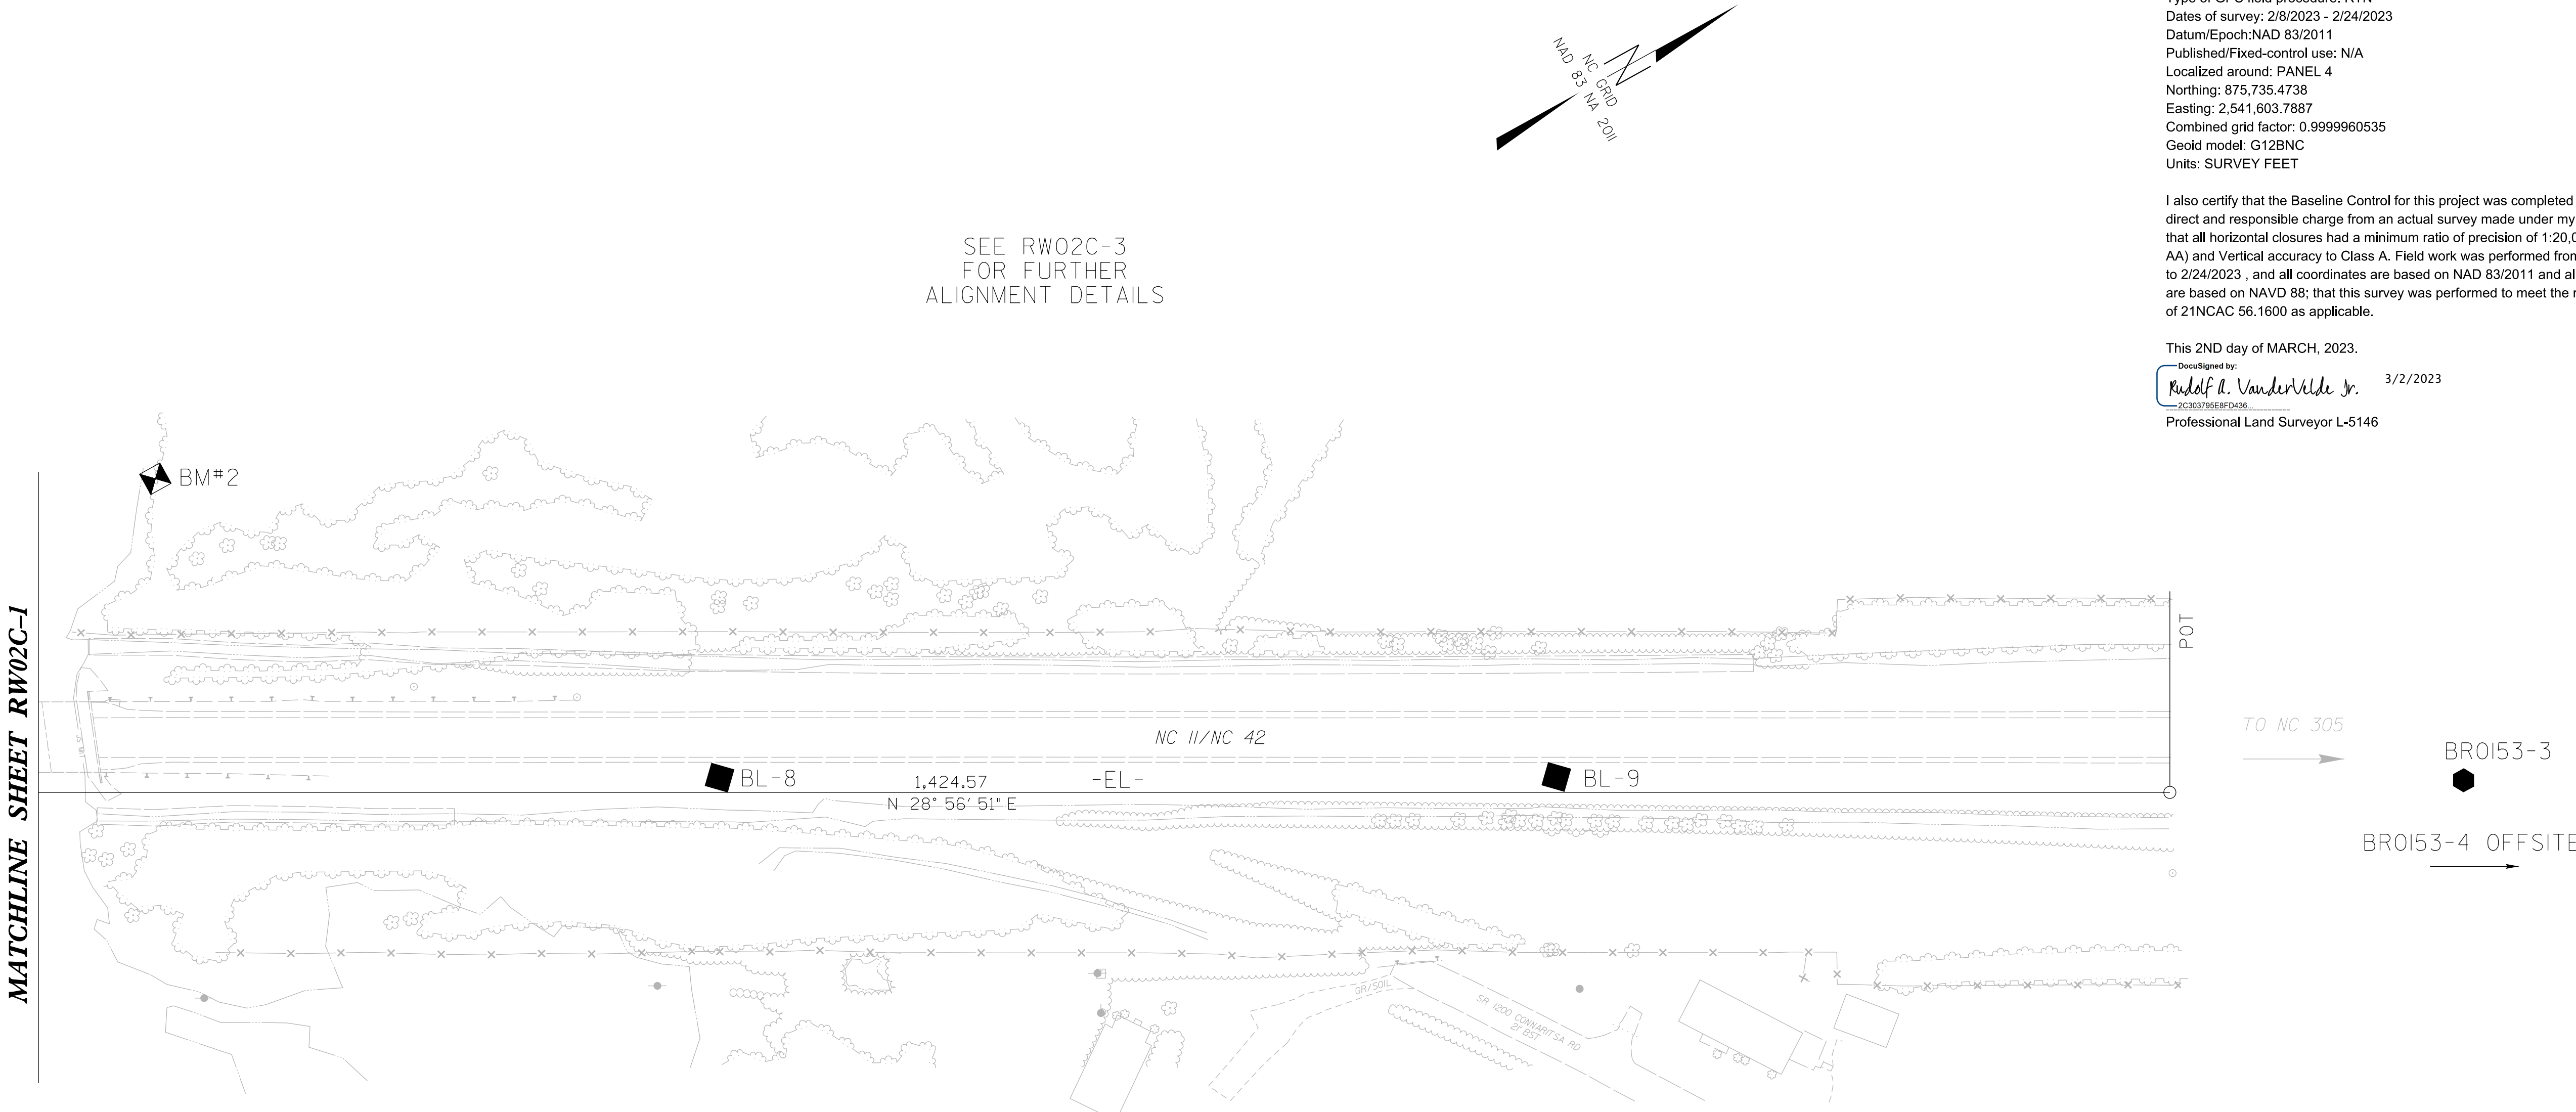 Dates of survey: 2/8/2023 - 2/24/2023
Datum/Epoch:NAD 83/2011
Published/Fixed-control use: N/A
Localized around: PANEL 4
Northing: 875,735.4738
Easting: 2,541,603.7887
Combined grid factor: 0.9999960535
Geoid model: G12BNC
Units: SURVEY FEET
I also certify that the Baseline Control for this project was completed
direct and responsible charge from an actual survey made under my
that all horizontal closures had a minimum ratio of precision of 1:20,0
AA) and Vertical accuracy to Class A. Field work was performed from
to 2/24/2023 , and all coordinates are based on NAD 83/2011 and al
are based on NAVD 88; that this survey was performed to meet the r
of 21NCAC 56.1600 as applicable.
This 2ND day of MARCH, 2023.
DocuSigned by:
Rudolf A. VanderVelde Jr. 3/2/2023
2C303795E8FD436...
Professional Land Surveyor L-5146
NC GRID
NAD 83 NA 2011
SEE RW02C-3
FOR FURTHER
ALIGNMENT DETAILS
BM#2
MATCHLINE SHEET RW02C-1
POT
NC 11/NC 42
TO NC 305
BR0153-3
BL-8
1,424.57
-EL-
BL-9
N 28° 56' 51" E
BR0153-4 OFFSITE
GR/SOIL
SR 1200 CONNARITSA RD
21' BST